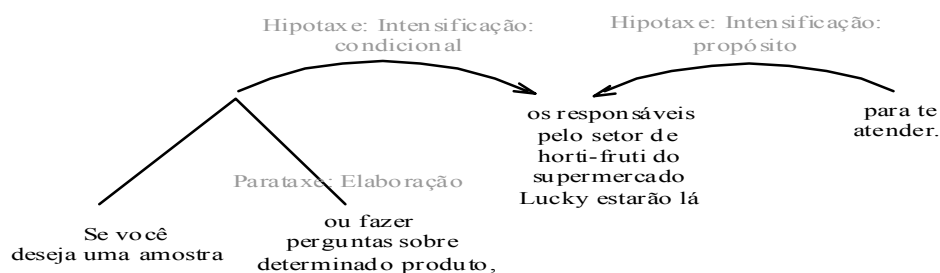 Hipotaxe: Intensificação:
condicional
Hipotaxe: Intensificação:
propósito
os responsáveis
pelo setor de
horti-fruti do
supermercado
Lucky estarão lá
para te
atender.
Parataxe: Elaboração
Se você
deseja uma amostra
ou fazer
perguntas sobre
determinado produto,